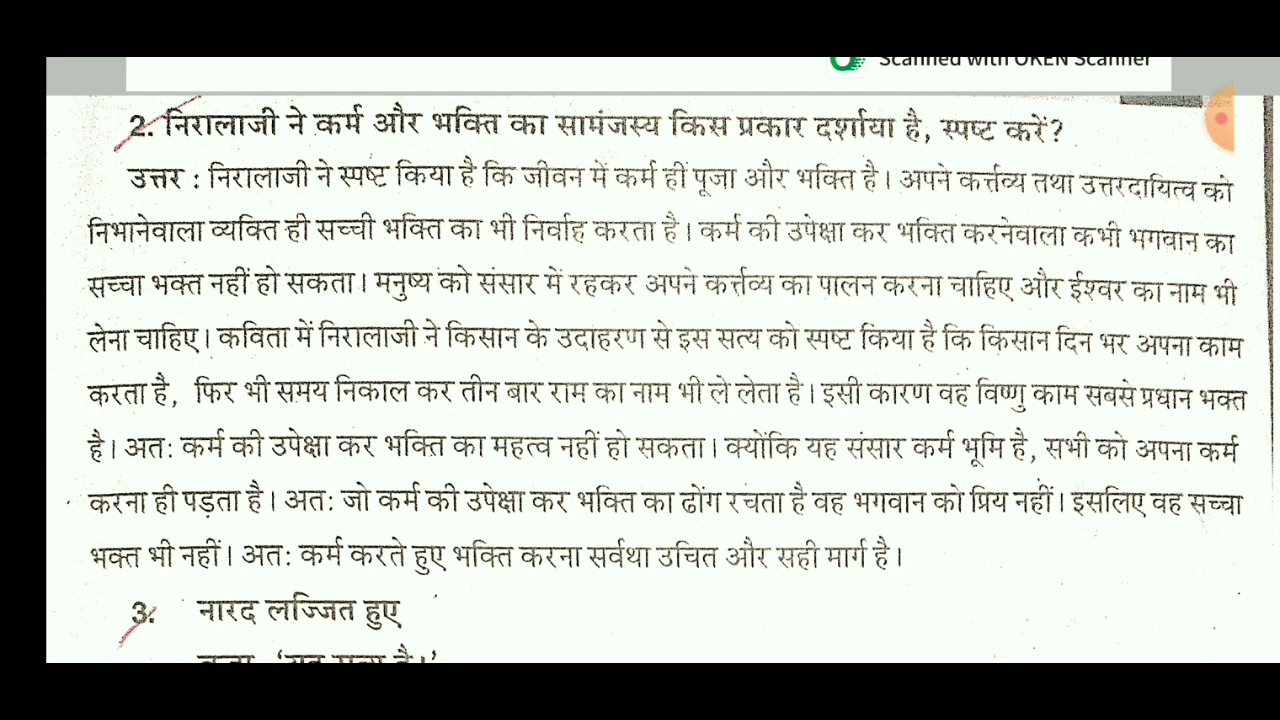 Scanned with OKEN Scanner
2. निरालाजी ने कर्म और भक्ति का सामंजस्य किस प्रकार दर्शाया है, स्पष्ट करें?
उत्तर : निरालाजी ने स्पष्ट किया है कि जीवन में कर्म हीं पूजा और भक्ति है। अपने कर्त्तव्य तथा उत्तरदायित्व को
निभानेवाला व्यक्ति ही सच्ची भक्ति का भी निर्वाह करता है। कर्म की उपेक्षा कर भक्ति करनेवाला कभी भगवान का
सच्चा भक्त नहीं हो सकता। मनुष्य को संसार में रहकर अपने कर्त्तव्य का पालन करना चाहिए और ईश्वर का नाम भी
लेना चाहिए। कविता में निरालाजी ने किसान के उदाहरण से इस सत्य को स्पष्ट किया है कि किसान दिन भर अपना काम
करता है, फिर भी समय निकाल कर तीन बार राम का नाम भी ले लेता है। इसी कारण वह विष्णु काम सबसे प्रधान भक्त
है। अत: कर्म की उपेक्षा कर भक्ति का महत्व नहीं हो सकता। क्योंकि यह संसार कर्म भूमि है, सभी को अपना कर्म
करना ही पड़ता है। अत: जो कर्म की उपेक्षा कर भक्ति का ढोंग रचता है वह भगवान को प्रिय नहीं। इसलिए वह सच्चा
भक्त भी नहीं। अत: कर्म करते हुए भक्ति करना सर्वथा उचित और सही मार्ग है।
3. नारद लज्जित हुए